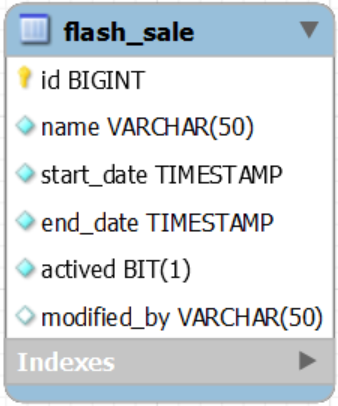 flash_sale
id BIGINT
name VARCHAR(50)
start_date TIMESTAMP
end_date TIMESTAMP
actived BIT(1)
modified_by VARCHAR(50)
Indexes